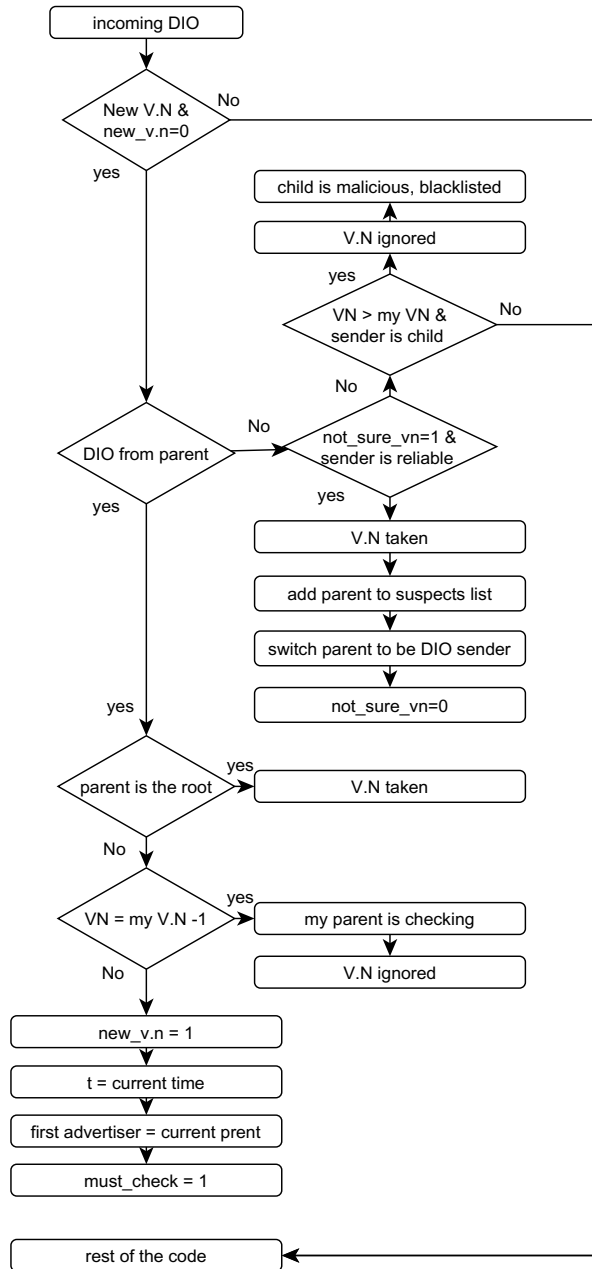 incoming DIO
New V.N &
new_v.n=0
No
yes
child is malicious, blacklisted
V.N ignored
yes
VN > my VN &
sender is child
No
No
DIO from parent
No
not_sure_vn=1 &
sender is reliable
yes
yes
V.N taken
add parent to suspects list
switch parent to be DIO sender
not_sure_vn=0
yes
parent is the root
yes
V.N taken
No
VN = my V.N -1
yes
my parent is checking
V.N ignored
No
new_v.n = 1
t = current time
first advertiser = current prent
must_check = 1
rest of the code